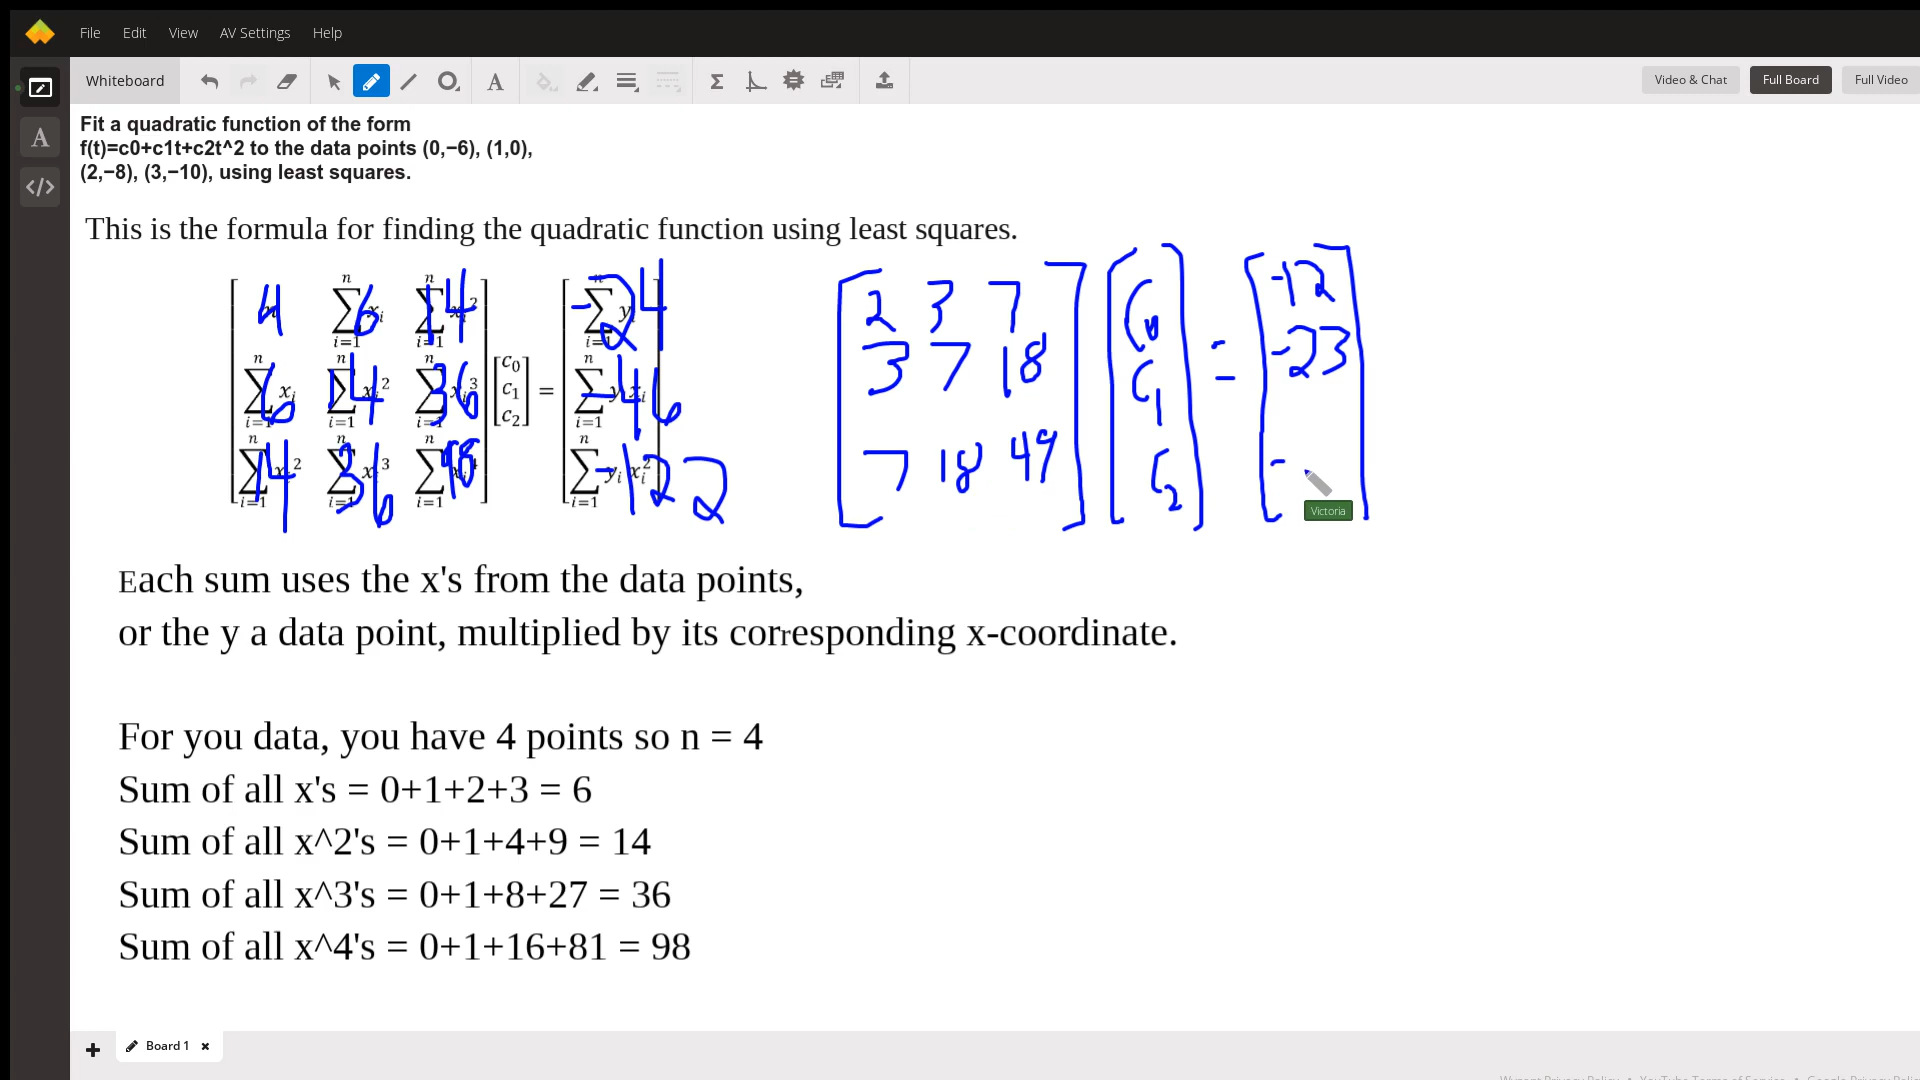 File Edit View AV Settings Help
Whiteboard A Σ Video & Chat Full Board Full Video
A
</>
Fit a quadratic function of the form
f(t)=c0+c1t+c2t^2 to the data points (0,−6), (1,0),
(2,−8), (3,−10), using least squares.
This is the formula for finding the quadratic function using least squares.
4 6 14 -24
6 14 36 [c0 c1 c2] = -46
14 36 98 -122
2 3 7 C0 -12
3 7 18 C1 = -23
7 18 49 C2 -
Victoria
Each sum uses the x's from the data points,
or the y a data point, multiplied by its corresponding x-coordinate.
For you data, you have 4 points so n = 4
Sum of all x's = 0+1+2+3 = 6
Sum of all x^2's = 0+1+4+9 = 14
Sum of all x^3's = 0+1+8+27 = 36
Sum of all x^4's = 0+1+16+81 = 98
+ Board 1 ×